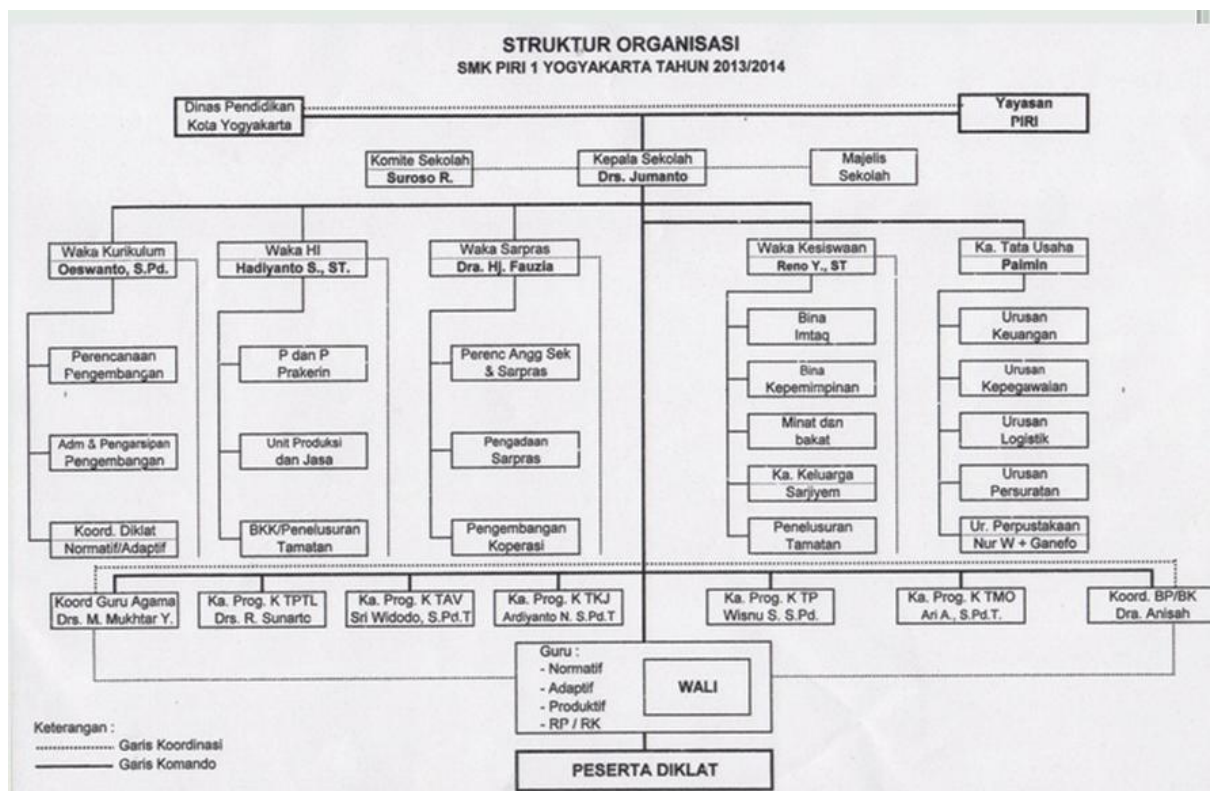 STRUKTUR ORGANISASI
SMK PIRI 1 YOGYAKARTA TAHUN 2013/2014
Dinas Pendidikan
Kota Yogyakarta
Yayasan
PIRI
Komite Sekolah
Suroso R.
Kepala Sekolah
Drs. Jumanto
Majelis
Sekolah
Waka Kurikulum
Oeswanto, S.Pd.
Waka HI
Hadiyanto S., ST.
Waka Sarpras
Dra. Hj. Fauzia
Waka Kesiswaan
Reno Y., ST
Ka. Tata Usaha
Paimin
Perencanaan
Pengembangan
Adm & Pengarsipan
Pengembangan
Koord. Diklat
Normatif/Adaptif
P dan P
Prakerin
Unit Produksi
dan Jasa
BKK/Penelusuran
Tamatan
Perenc Angg Sek
& Sarpras
Pengadaan
Sarpras
Pengembangan
Koperasi
Bina
Imtaq
Bina
Kepemimpinan
Minat dan
bakat
Ka. Keluarga
Sarjiyem
Penelusuran
Tamatan
Urusan
Keuangan
Urusan
Kepegawaian
Urusan
Logistik
Urusan
Persuratan
Ur. Perpustakaan
Nur W + Ganefo
Koord Guru Agama
Drs. M. Mukhtar Y.
Ka. Prog. K TPTL
Drs. R. Sunarto
Ka. Prog. K TAV
Sri Widodo, S.Pd.T
Ka. Prog. K TKJ
Ardiyanto N. S.Pd.T
Ka. Prog. K TP
Wisnu S. S.Pd.
Ka. Prog. K TMO
Ari A., S.Pd.T.
Koord. BP/BK
Dra. Anisah
Guru :
- Normatif
- Adaptif
- Produktif
- RP / RK
WALI
PESERTA DIKLAT
Keterangan :
Garis Koordinasi
Garis Komando